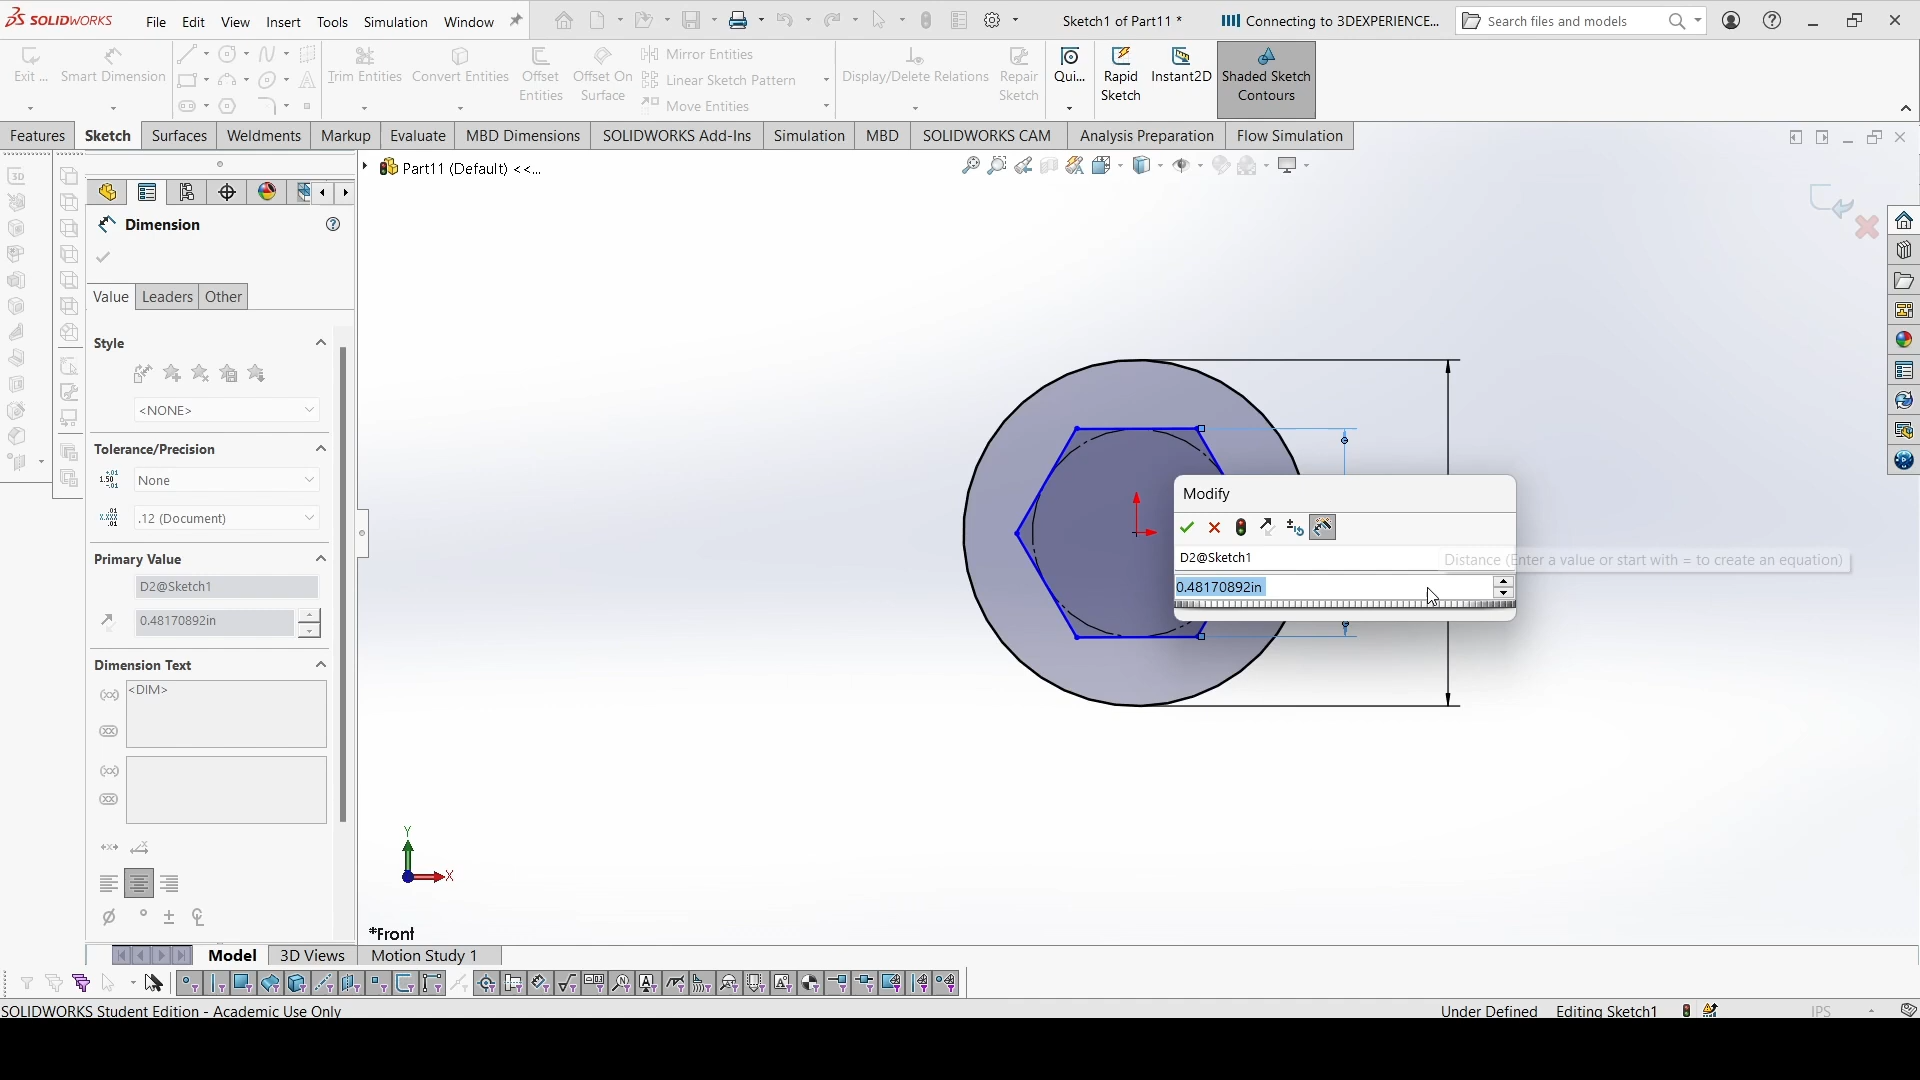 SOLIDWORKS
File Edit View Insert Tools Simulation Window
Sketch1 of Part11 *
Connecting to 3DEXPERIENCE...
Search files and models
Exit ...
Smart Dimension
Trim Entities
Convert Entities
Offset Entities
Offset On Surface
Mirror Entities
Linear Sketch Pattern
Move Entities
Display/Delete Relations
Repair Sketch
Qui...
Rapid Sketch
Instant2D
Shaded Sketch Contours
Features Sketch Surfaces Weldments Markup Evaluate MBD Dimensions SOLIDWORKS Add-Ins Simulation MBD SOLIDWORKS CAM Analysis Preparation Flow Simulation
Part11 (Default) <<...
Dimension
Value Leaders Other
Style
<NONE>
Tolerance/Precision
None
.12 (Document)
Primary Value
D2@Sketch1
0.48170892in
Dimension Text
<DIM>
Modify
D2@Sketch1
Distance (Enter a value or start with = to create an equation)
0.48170892in
Y
X
*Front
Model 3D Views Motion Study 1
SOLIDWORKS Student Edition - Academic Use Only
Under Defined Editing Sketch1 IPS